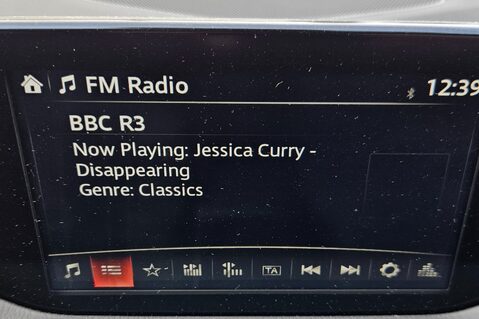 FM Radio
12:39
BBC R3
Now Playing: Jessica Curry -
Disappearing
Genre: Classics
TA